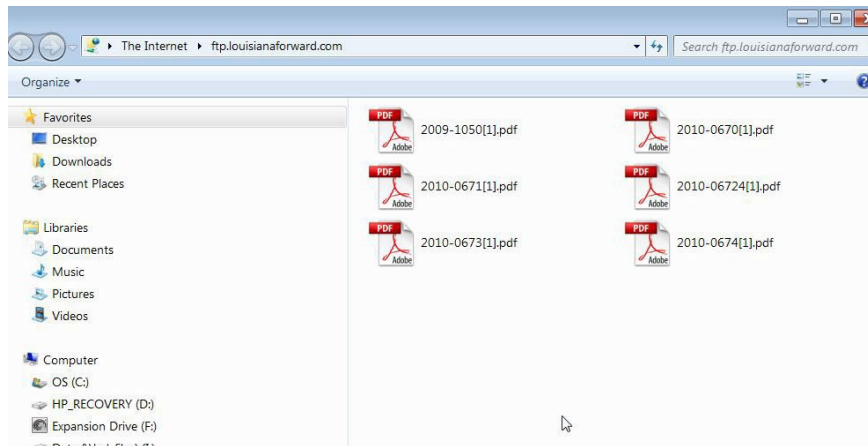 The Internet ftp.louisianaforward.com Search ftp.louisianaforward.com
Organize
Favorites
Desktop
Downloads
Recent Places
Libraries
Documents
Music
Pictures
Videos
Computer
OS (C:)
HP_RECOVERY (D:)
Expansion Drive (F:)
PDF Adobe 2009-1050[1].pdf PDF Adobe 2010-0670[1].pdf
PDF Adobe 2010-0671[1].pdf PDF Adobe 2010-06724[1].pdf
PDF Adobe 2010-0673[1].pdf PDF Adobe 2010-0674[1].pdf